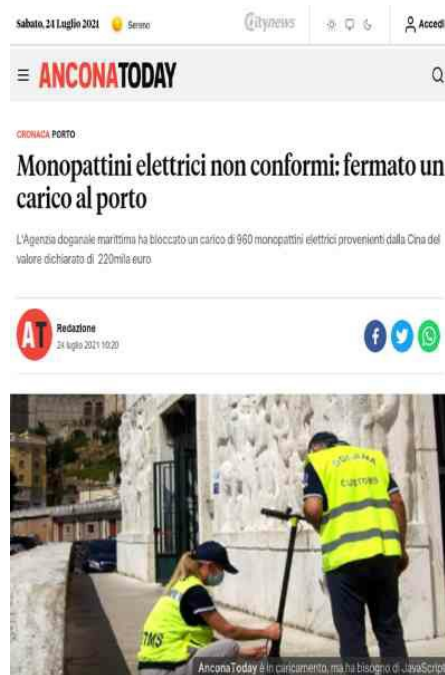 Sabato, 24 Luglio 2021 Sereno Citynews Accedi
ANCONATODAY
CRONACA PORTO
Monopattini elettrici non conformi: fermato un
carico al porto
L'Agenzia doganale marittima ha bloccato un carico di 960 monopattini elettrici provenienti dalla Cina del
valore dichiarato di 220mila euro
AT
Redazione
24 luglio 2021 10:20
DOGANA
CUSTOMS
TMS
AnconaToday è in caricamento, ma ha bisogno di JavaScript